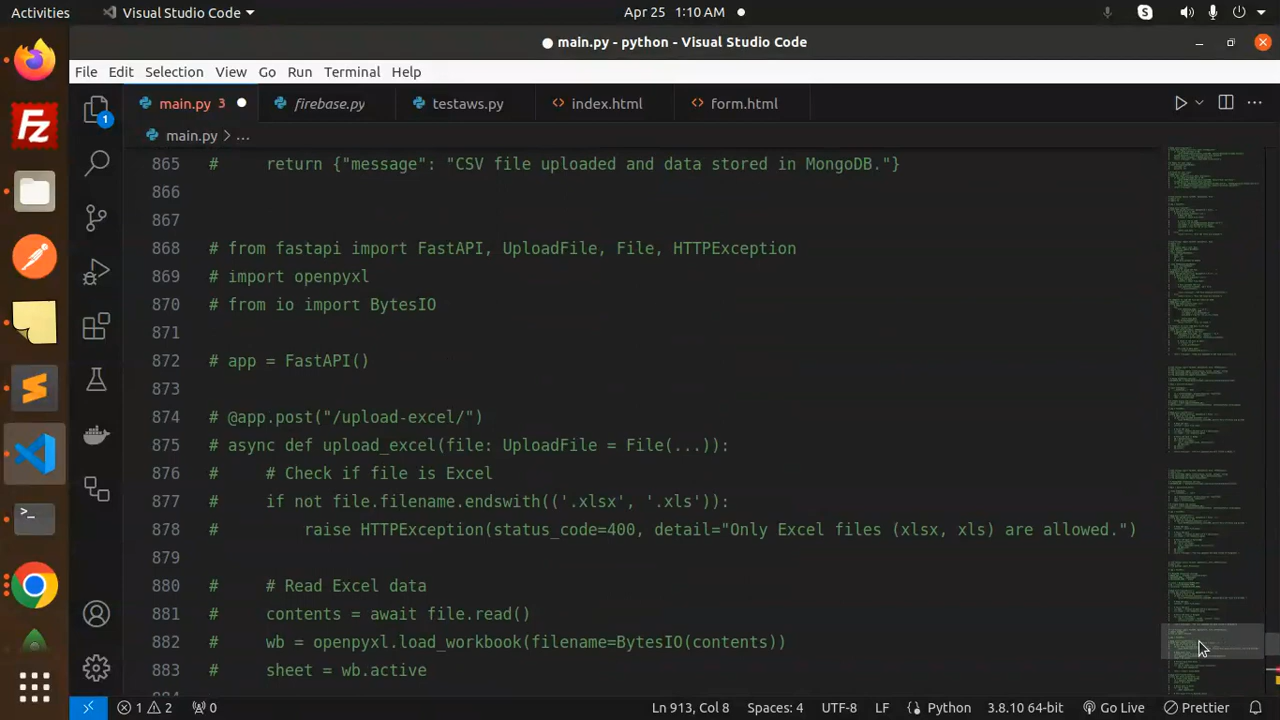 Activities
Visual Studio Code
Apr 25 1:10 AM
main.py - python - Visual Studio Code
File Edit Selection View Go Run Terminal Help
main.py 3
firebase.py
testaws.py
index.html
form.html
main.py > ...
865 #     return {"message": "CSV file uploaded and data stored in MongoDB."}
866
867
868 # from fastapi import FastAPI, UploadFile, File, HTTPException
869 # import openpyxl
870 # from io import BytesIO
871
872 # app = FastAPI()
873
874 # @app.post("/upload-excel/")
875 # async def upload_excel(file: UploadFile = File(...)):
876 #     # Check if file is Excel
877 #     if not file.filename.endswith(('.xlsx', '.xls')):
878 #         raise HTTPException(status_code=400, detail="Only Excel files (xlsx, xls) are allowed.")
879
880 #     # Read Excel data
881 #     contents = await file.read()
882 #     wb = openpyxl.load_workbook(filename=BytesIO(contents))
883 #     sheet = wb.active
884
1
2
6
Ln 913, Col 8
Spaces: 4
UTF-8
LF
Python
3.8.10 64-bit
Go Live
Prettier